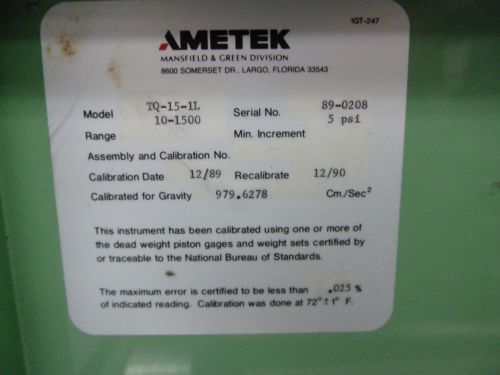 1GT-247
AMETEK
MANSFIELD & GREEN DIVISION
8600 SOMERSET DR., LARGO, FLORIDA 33543
Model TQ-15-1L Serial No. 89-0208
Range 10-1500 Min. Increment 5 psi
Assembly and Calibration No.
Calibration Date 12/89 Recalibrate 12/90
Calibrated for Gravity 979.6278 Cm./Sec²
This instrument has been calibrated using one or more of
the dead weight piston gages and weight sets certified by
or traceable to the National Bureau of Standards.
The maximum error is certified to be less than .025 %
of indicated reading. Calibration was done at 72° ± 1° F.